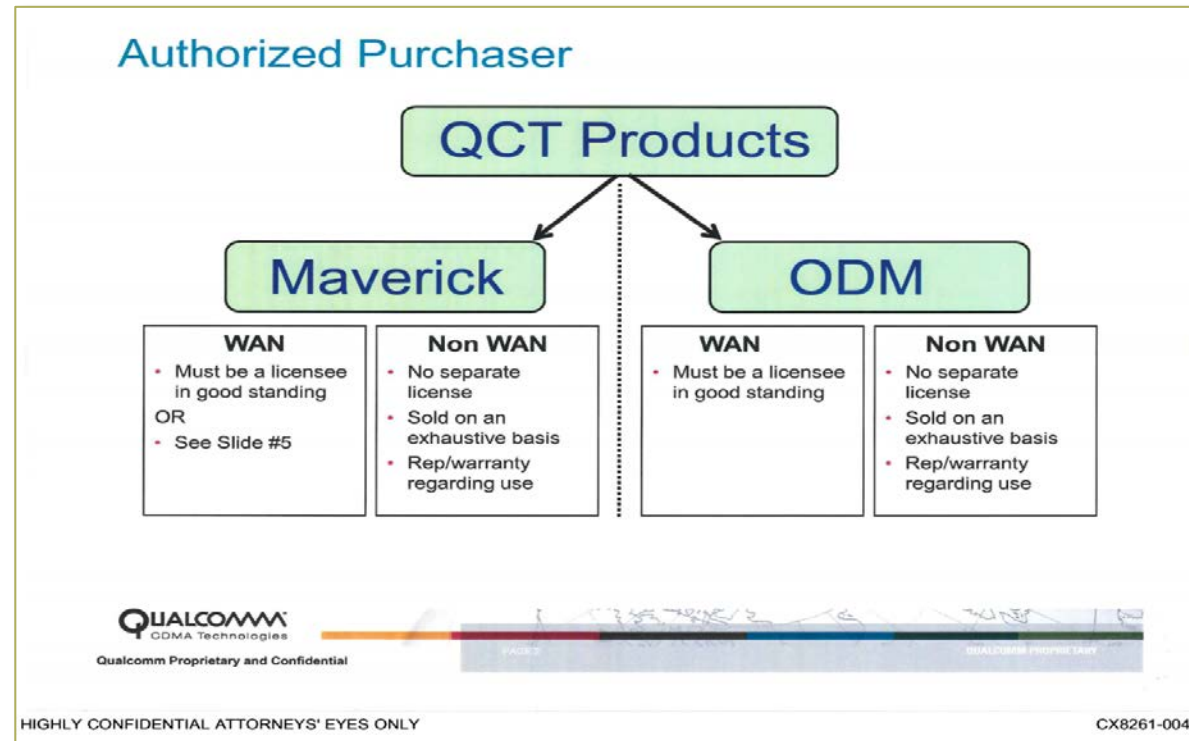 Authorized Purchaser
QCT Products
Maverick
ODM
WAN
• Must be a licensee
in good standing
OR
• See Slide #5
Non WAN
• No separate
license
• Sold on an
exhaustive basis
• Rep/warranty
regarding use
WAN
• Must be a licensee
in good standing
Non WAN
• No separate
license
• Sold on an
exhaustive basis
• Rep/warranty
regarding use
QUALCOMM
CDMA Technologies
Qualcomm Proprietary and Confidential
QUALCOMM PROPRIETARY
HIGHLY CONFIDENTIAL ATTORNEYS' EYES ONLY
CX8261-004